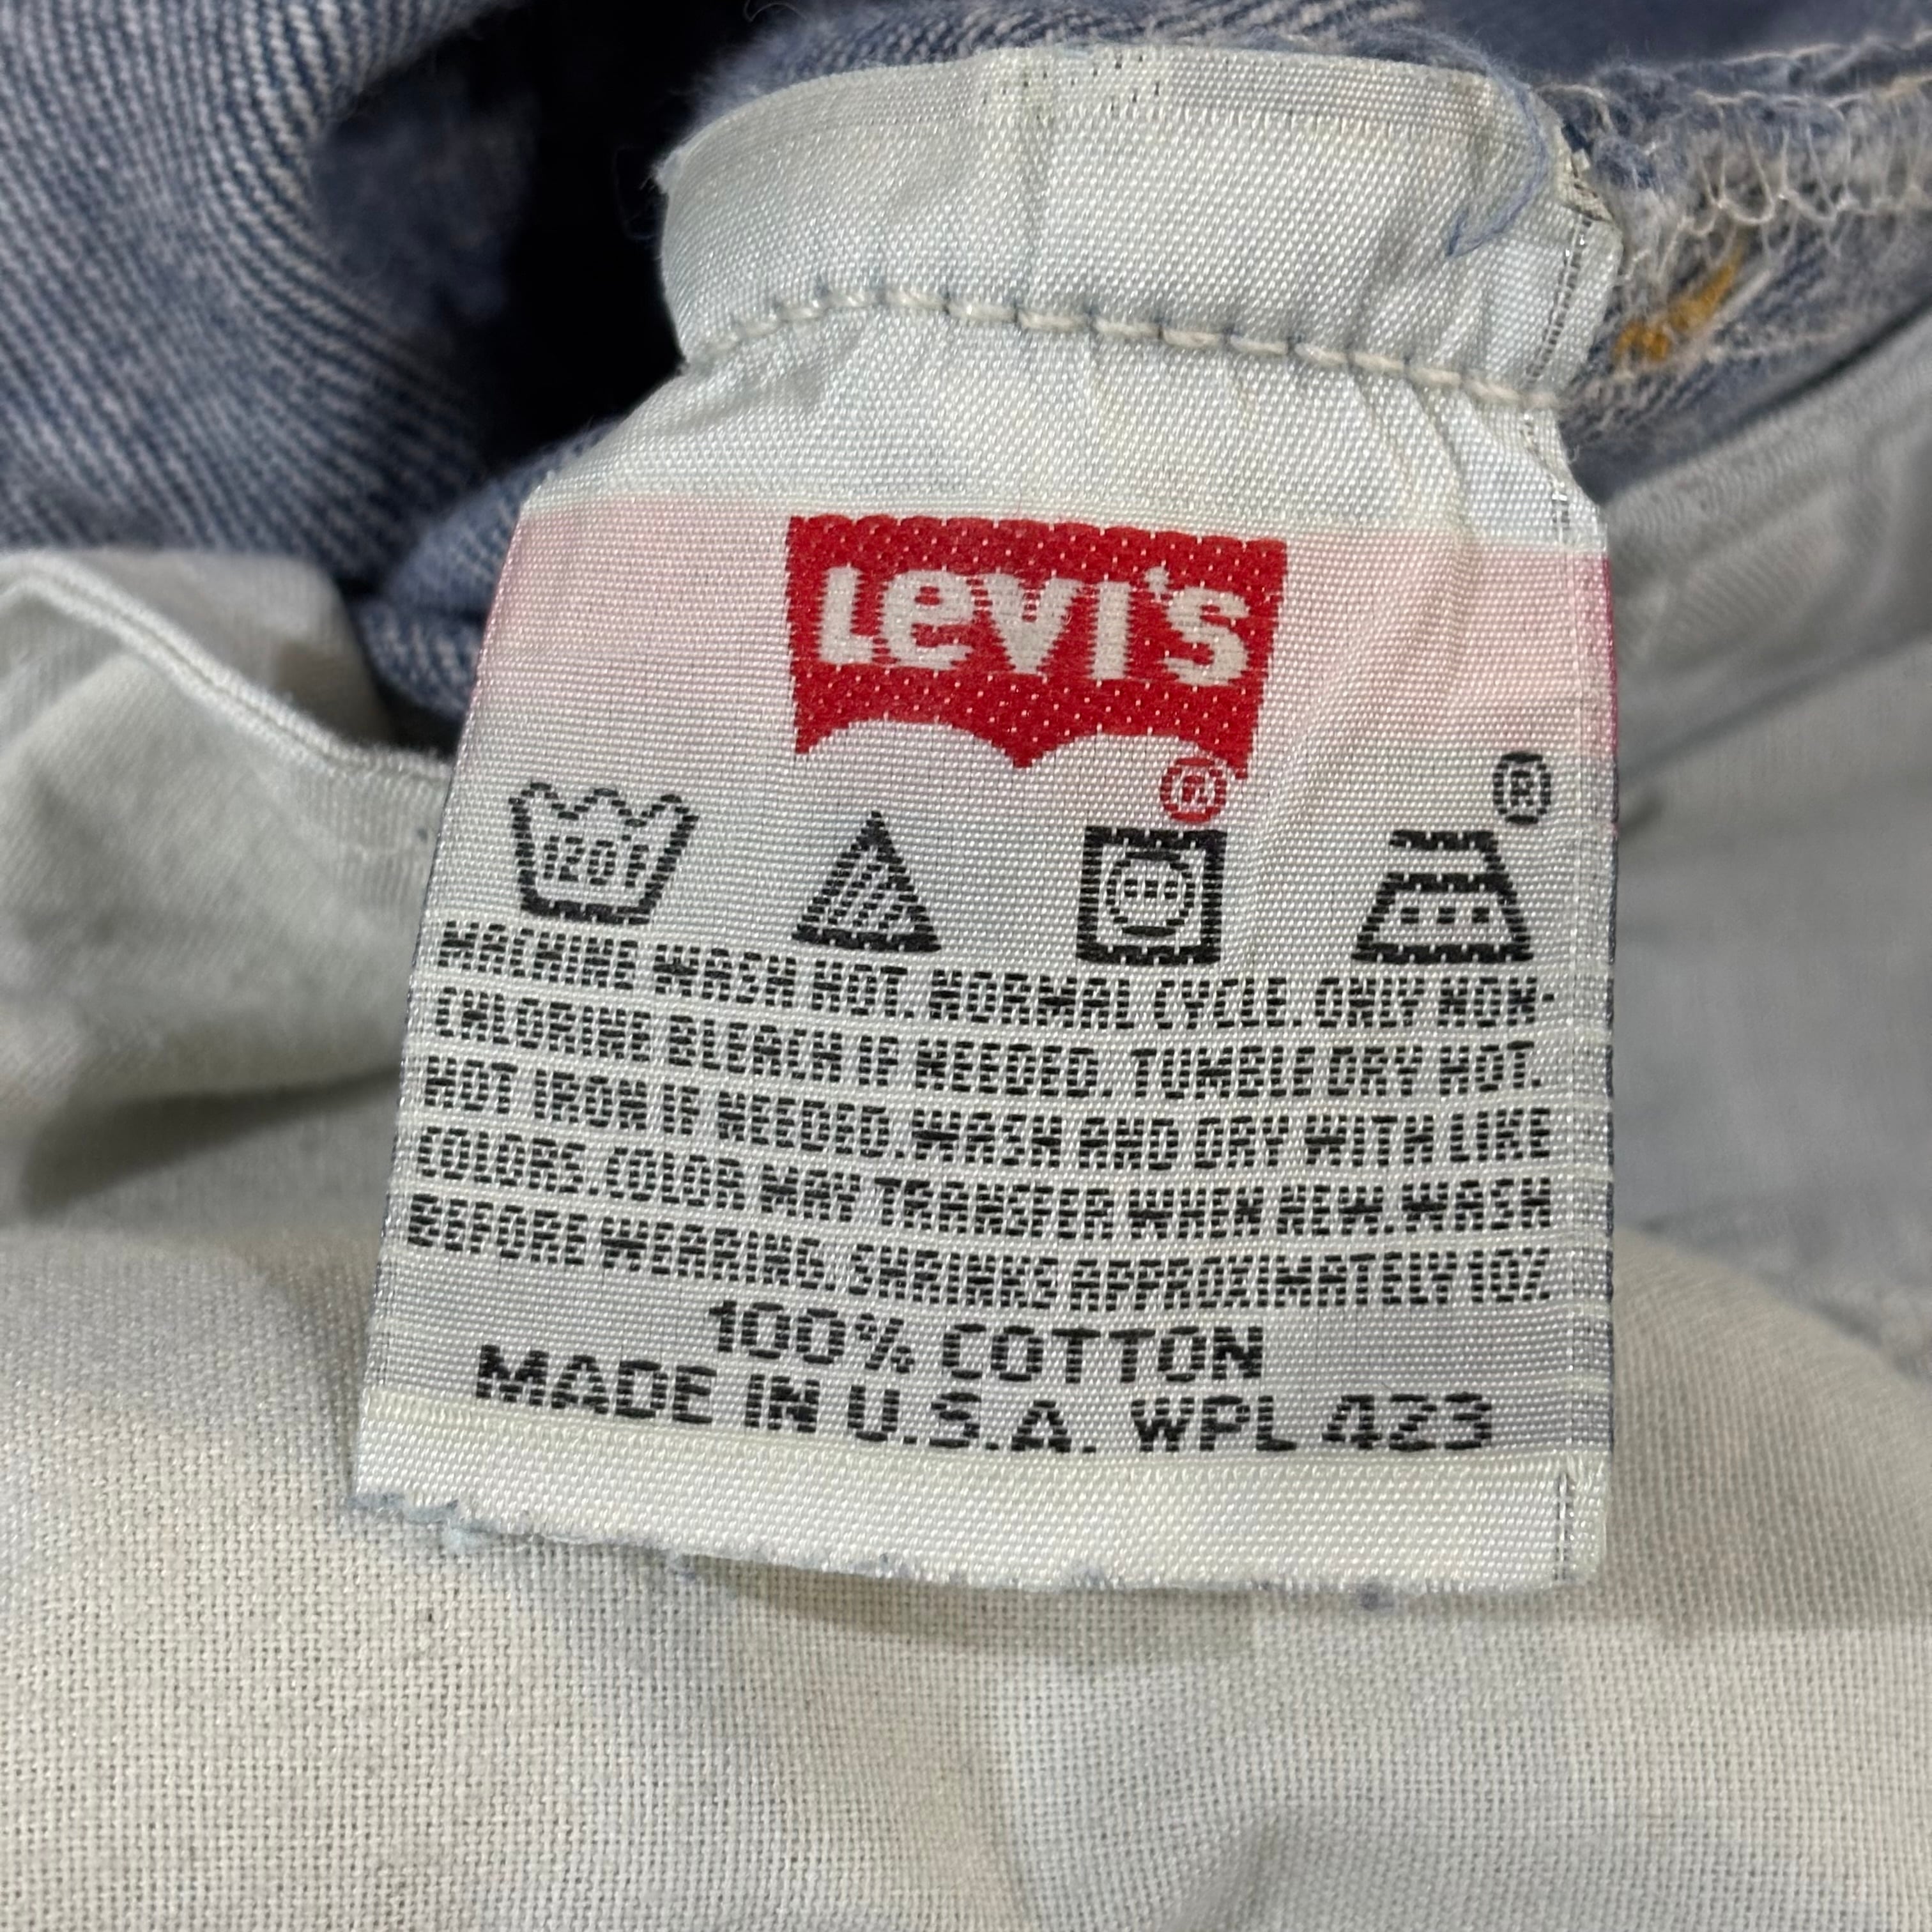 LEVI'S
®
®
120F
MACHINE WASH HOT. NORMAL CYCLE. ONLY NON-
CHLORINE BLEACH IF NEEDED. TUMBLE DRY HOT.
HOT IRON IF NEEDED. WASH AND DRY WITH LIKE
COLORS. COLOR MAY TRANSFER WHEN NEW. WASH
BEFORE WEARING. SHRINKS APPROXIMATELY 10%
100% COTTON
MADE IN U.S.A. WPL 423